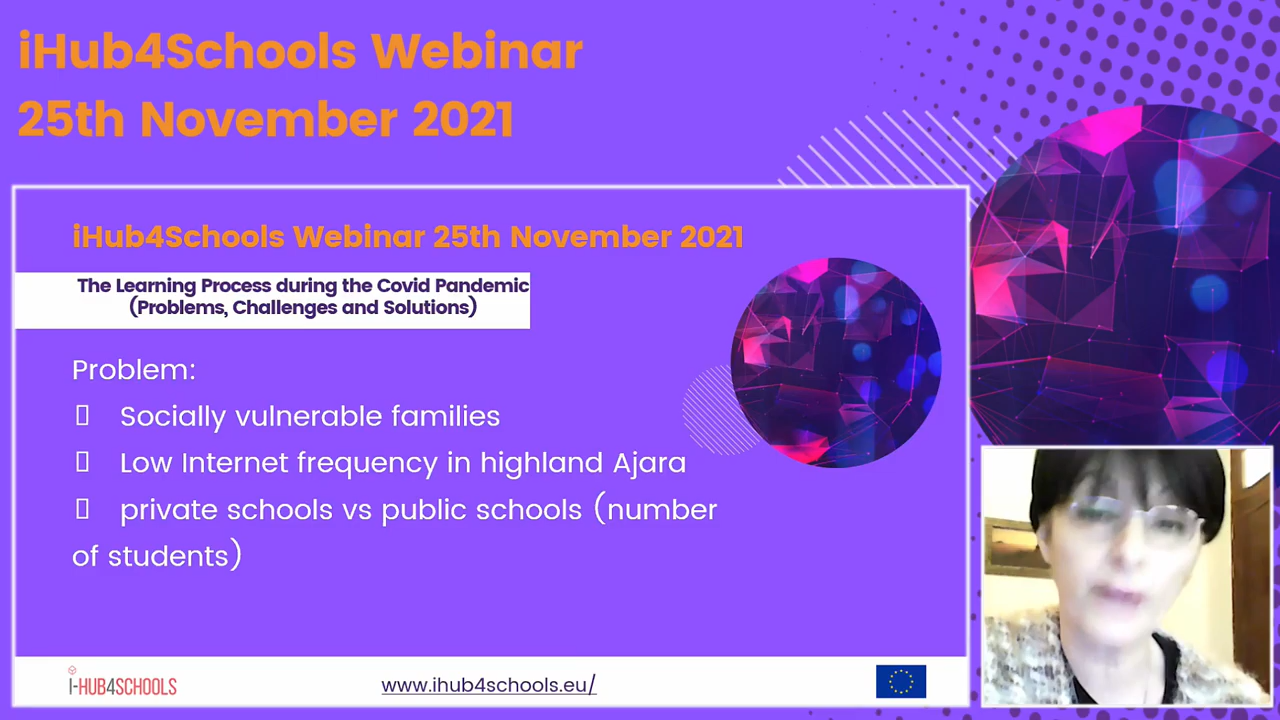 iHub4Schools Webinar
25th November 2021
iHub4Schools Webinar 25th November 2021
The Learning Process during the Covid Pandemic
(Problems, Challenges and Solutions)
Problem:
Socially vulnerable families
Low Internet frequency in highland Ajara
private schools vs public schools (number
of students)
I-HUB4SCHOOLS
www.ihub4schools.eu/